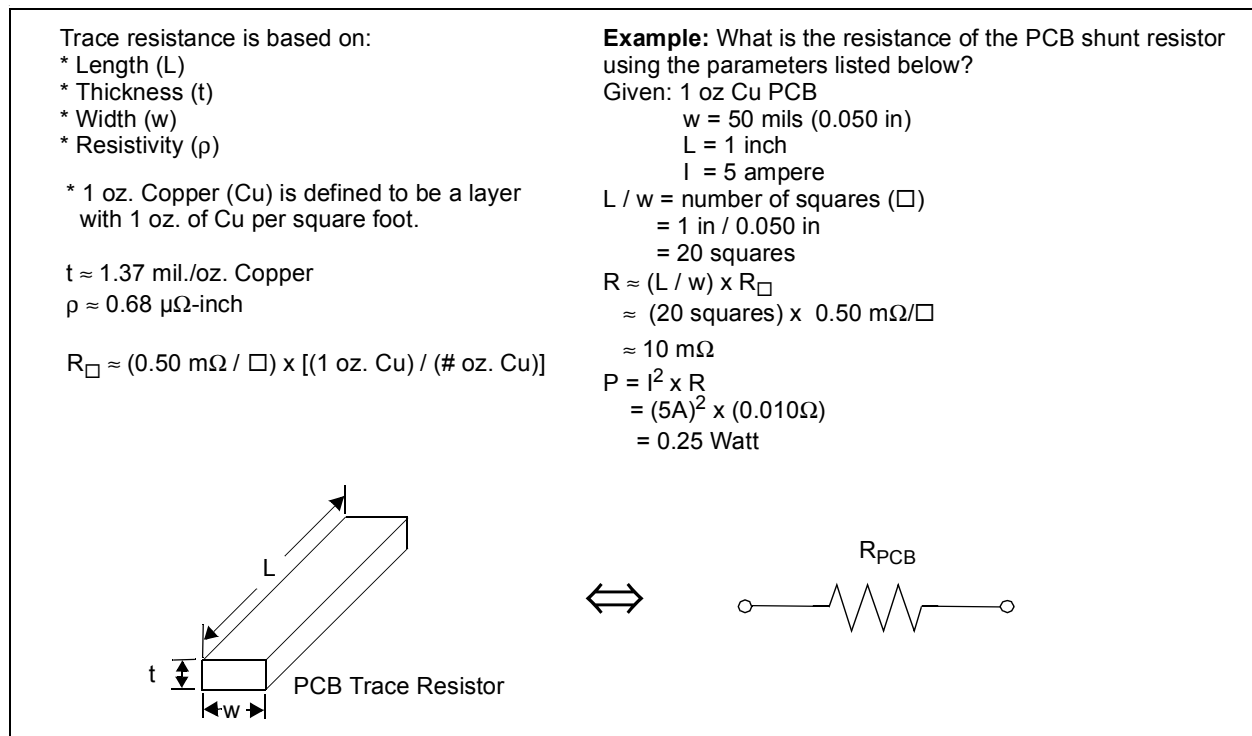 Trace resistance is based on:
* Length (L)
* Thickness (t)
* Width (w)
* Resistivity (ρ)
* 1 oz. Copper (Cu) is defined to be a layer
with 1 oz. of Cu per square foot.
t ≈ 1.37 mil./oz. Copper
ρ ≈ 0.68 µΩ-inch
R□ ≈ (0.50 mΩ / □) x [(1 oz. Cu) / (# oz. Cu)]
Example: What is the resistance of the PCB shunt resistor
using the parameters listed below?
Given: 1 oz Cu PCB
w = 50 mils (0.050 in)
L = 1 inch
I = 5 ampere
L / w = number of squares (□)
= 1 in / 0.050 in
= 20 squares
R ≈ (L / w) x R□
≈ (20 squares) x 0.50 mΩ/□
≈ 10 mΩ
P = I² x R
= (5A)² x (0.010Ω)
= 0.25 Watt
L
t
w
PCB Trace Resistor
RPCB